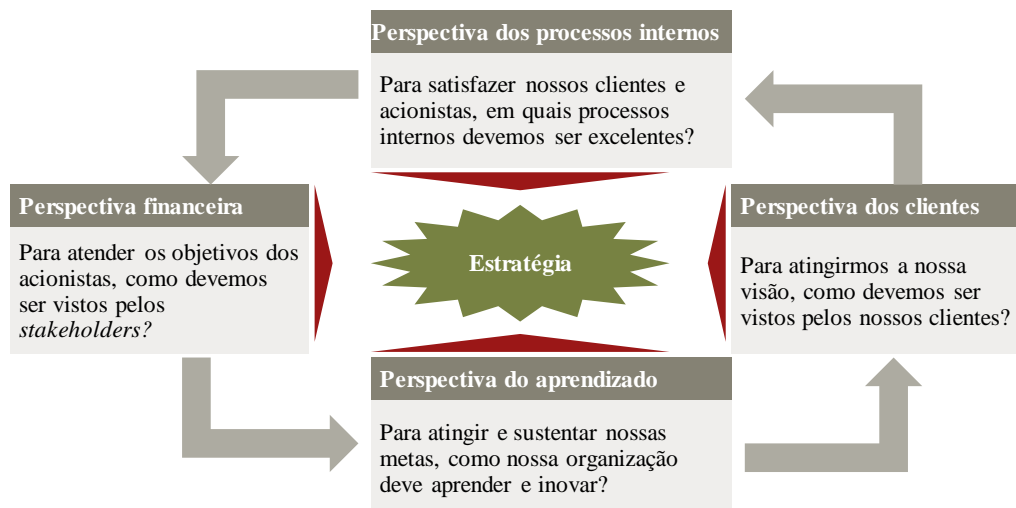 Perspectiva dos processos internos
Para satisfazer nossos clientes e
acionistas, em quais processos
internos devemos ser excelentes?
Perspectiva financeira
Para atender os objetivos dos
acionistas, como devemos
ser vistos pelos
stakeholders?
Estratégia
Perspectiva dos clientes
Para atingirmos a nossa
visão, como devemos ser
vistos pelos nossos clientes?
Perspectiva do aprendizado
Para atingir e sustentar nossas
metas, como nossa organização
deve aprender e inovar?